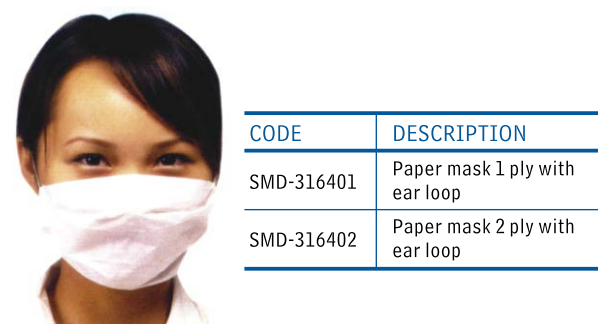 CODE DESCRIPTION
SMD-316401 Paper mask 1 ply with
ear loop
SMD-316402 Paper mask 2 ply with
ear loop